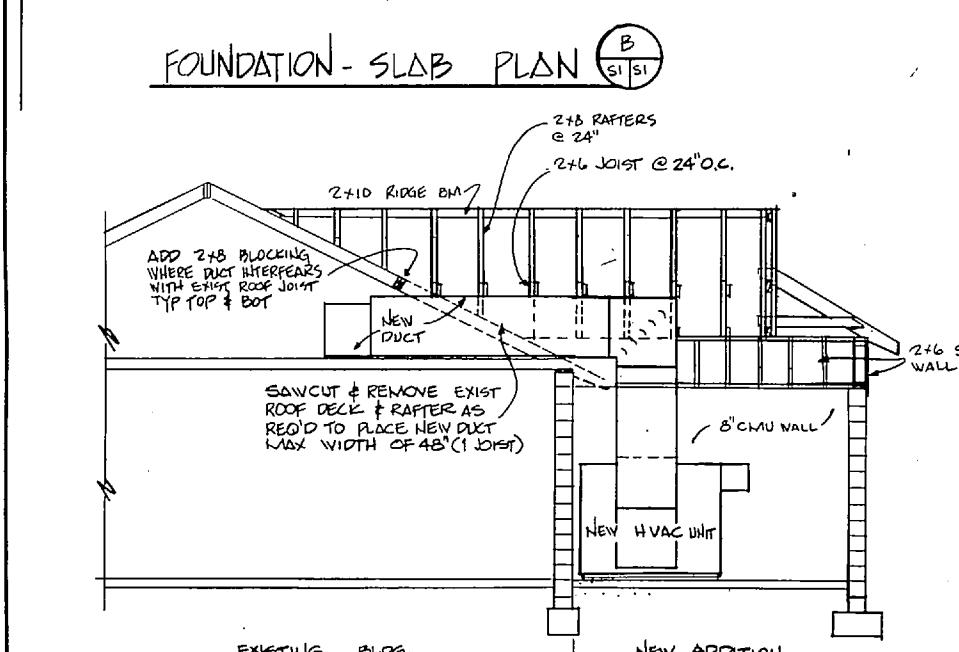 FOUNDATION - SLAB PLAN
B
S1 S1
2x8 RAFTERS
@ 24"
2x6 JOIST @ 24" O.C.
2x10 RIDGE BM
ADD 2x8 BLOCKING
WHERE DUCT INTERFEARS
WITH EXIST ROOF JOIST
TYP TOP & BOT
NEW
DUCT
2x6 S
WALL
SAWCUT & REMOVE EXIST
ROOF DECK & RAFTER AS
REQ'D TO PLACE NEW DUCT
MAX WIDTH OF 48" (1 JOIST)
8" CMU WALL
NEW HVAC UNIT
EXISTING BLDG
NEW ADDITION